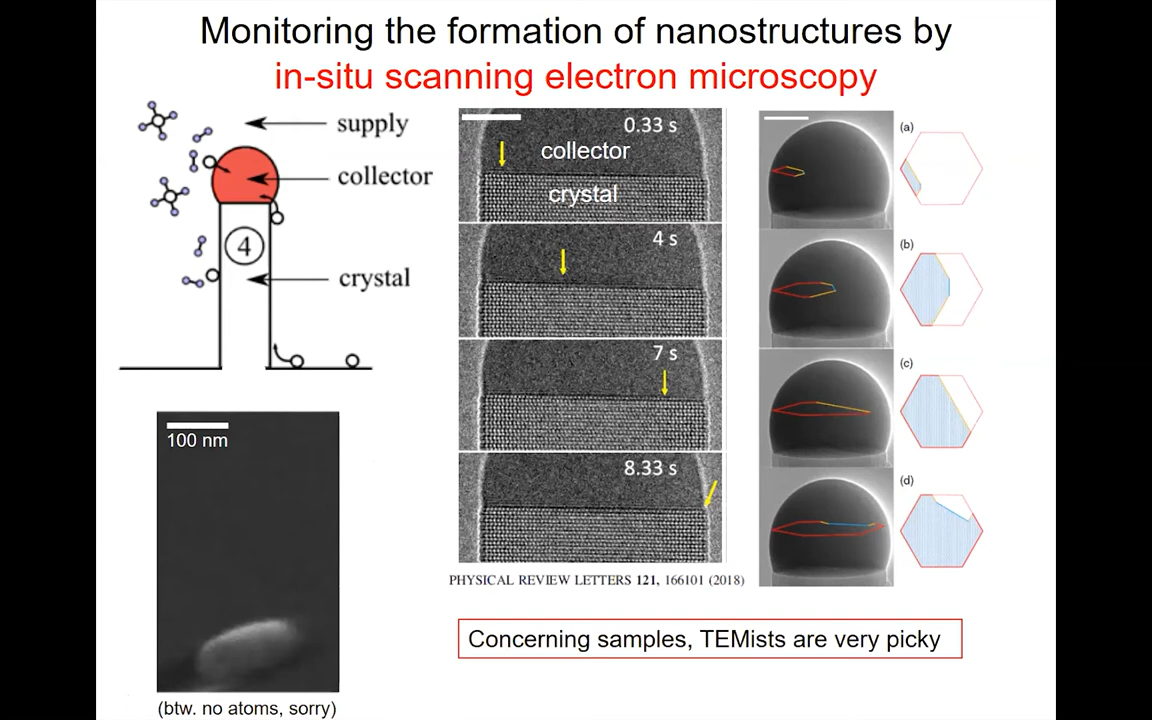 Monitoring the formation of nanostructures by
in-situ scanning electron microscopy
supply
collector
4
crystal
100 nm
(btw. no atoms, sorry)
0.33 s
collector
crystal
4 s
7 s
8.33 s
PHYSICAL REVIEW LETTERS 121, 166101 (2018)
(a)
(b)
(c)
(d)
Concerning samples, TEMists are very picky